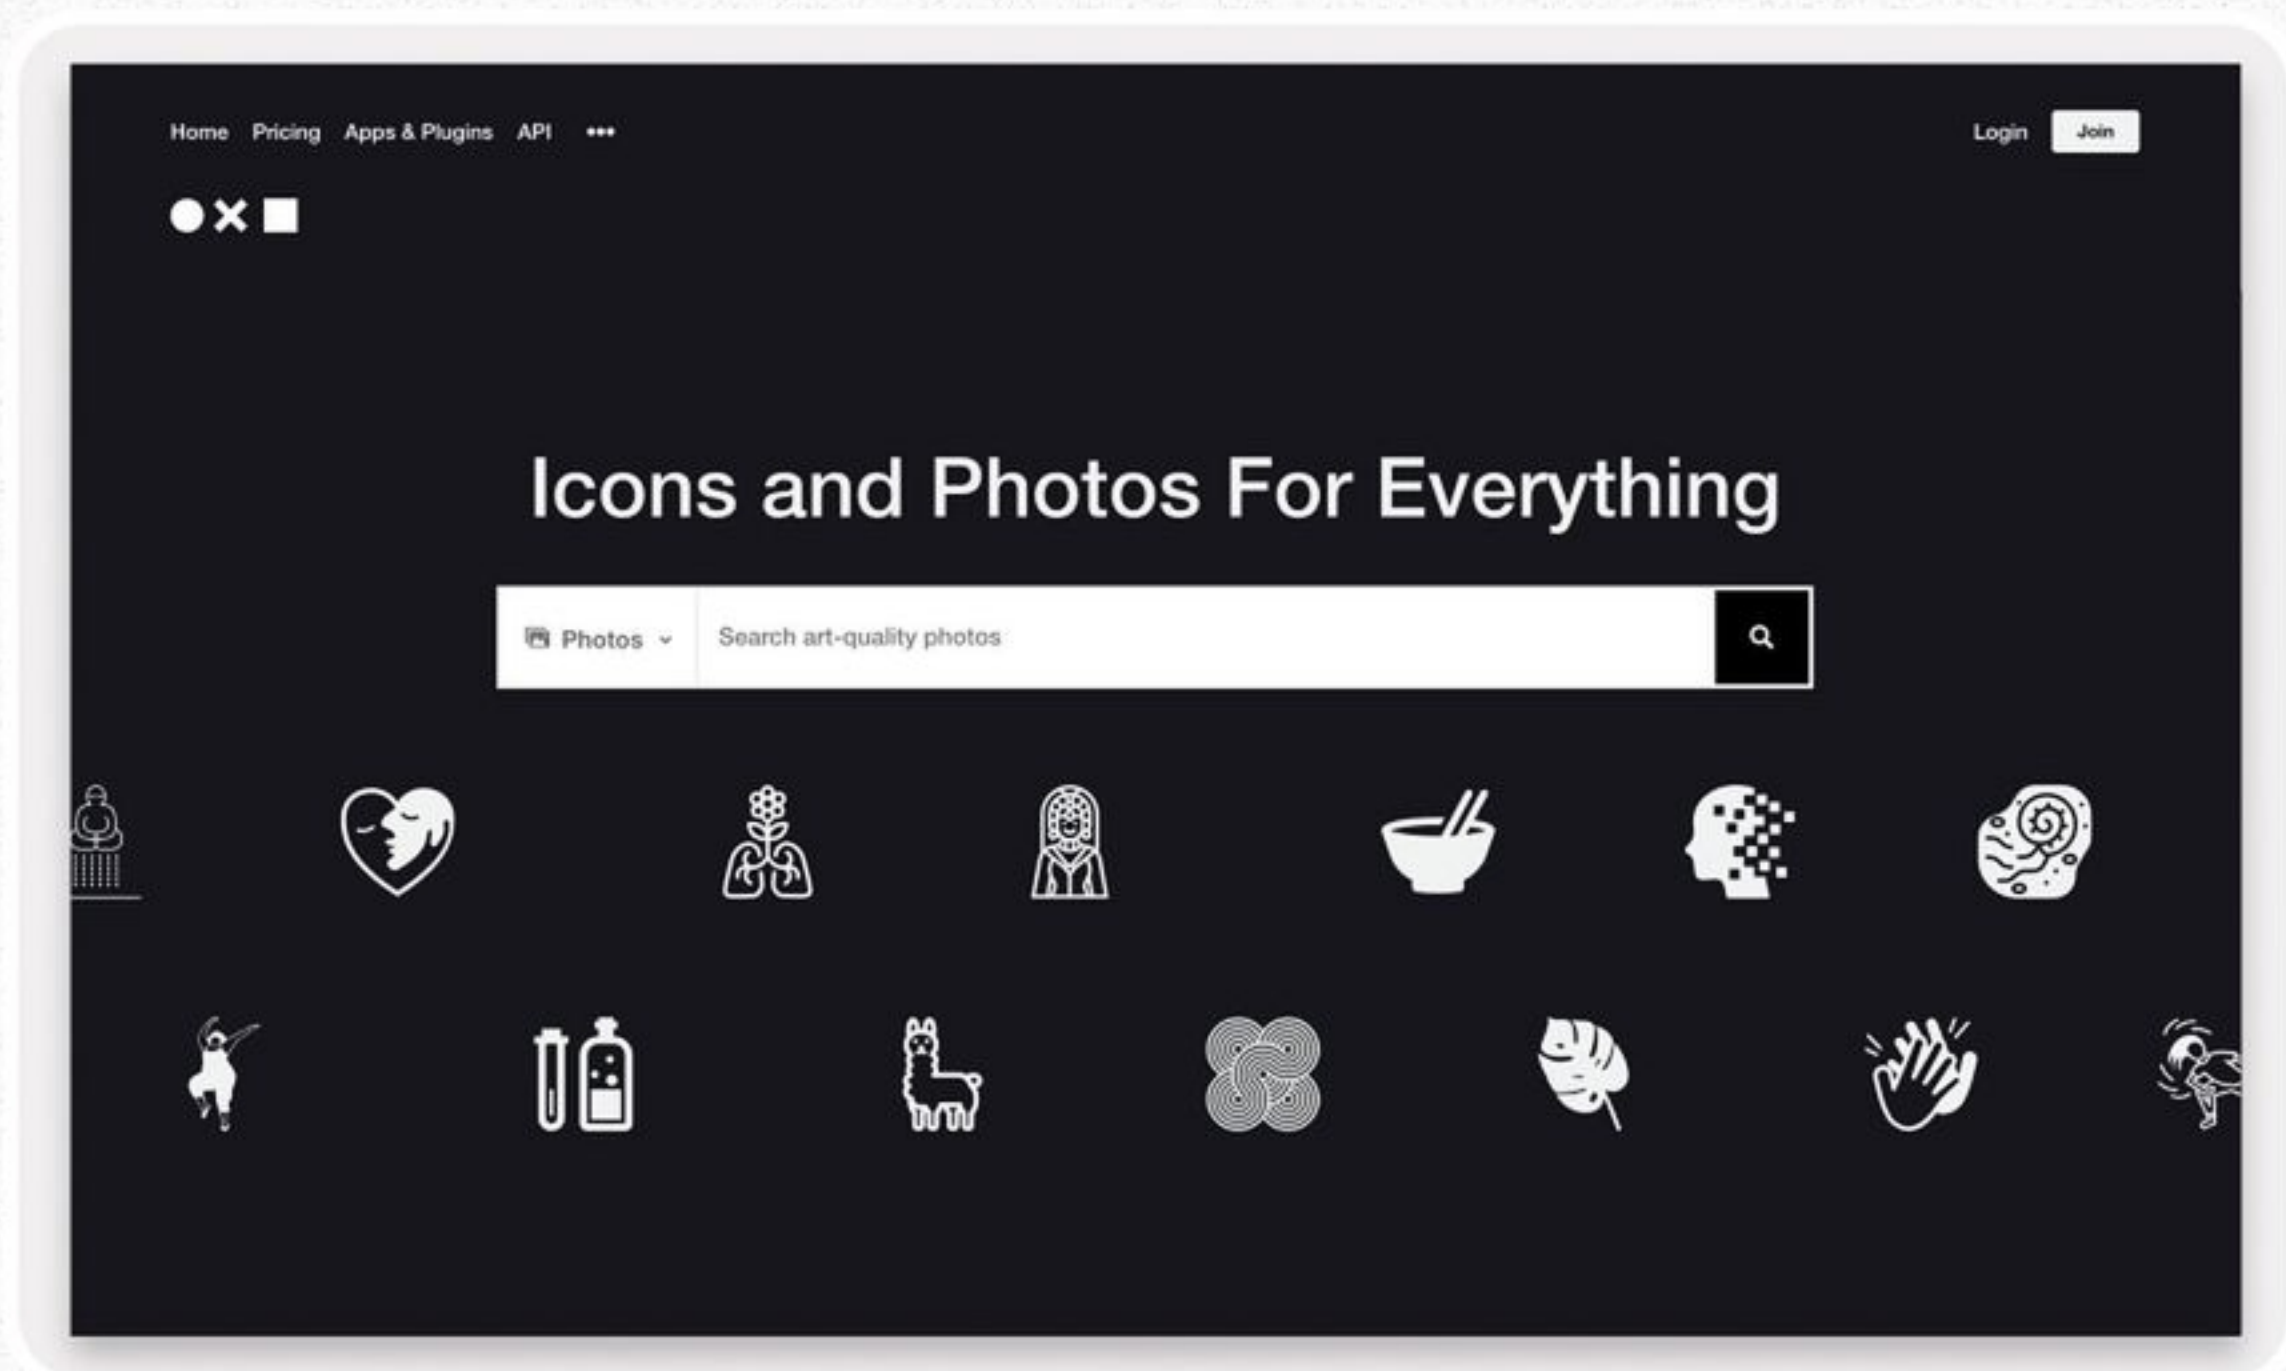 Home Pricing Apps & Plugins API ••• Login Join
Icons and Photos For Everything
Photos Search art-quality photos